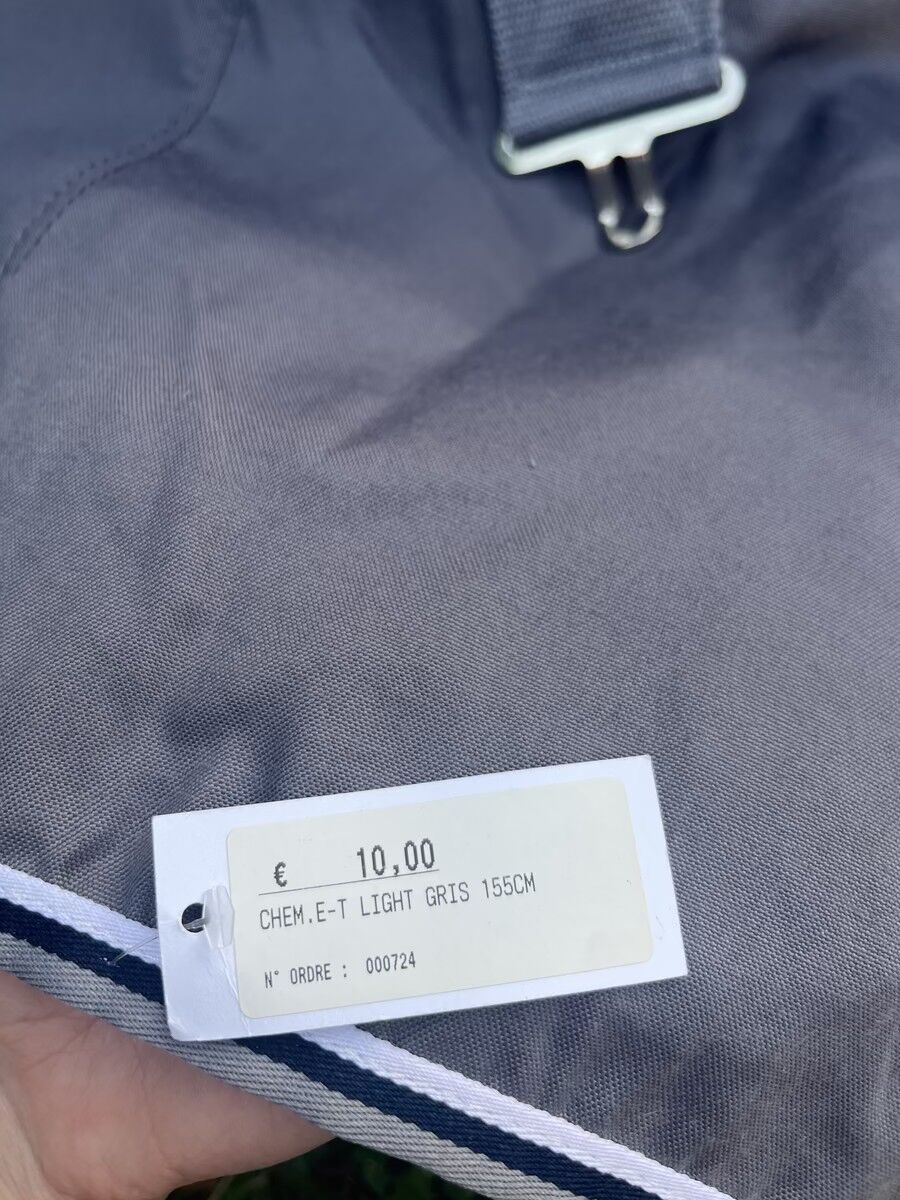 € 10,00
CHEM.E-T LIGHT GRIS 155CM
N° ORDRE : 000724